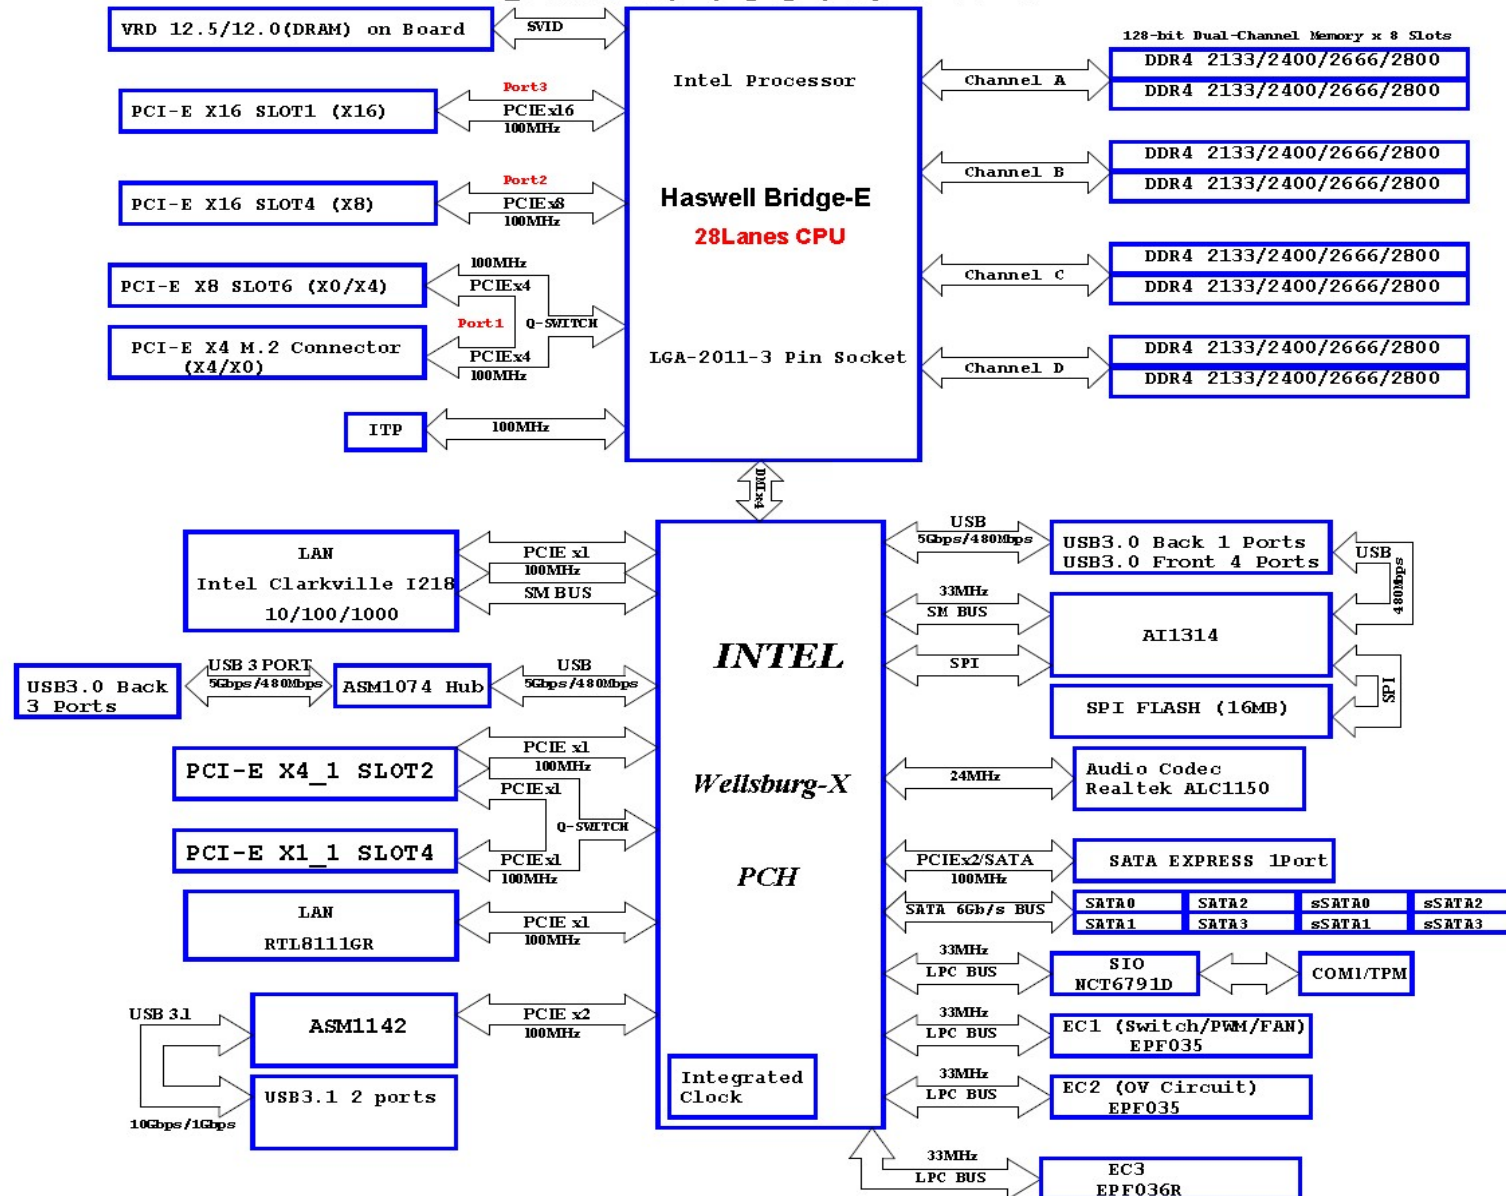 VRD 12.5/12.0(DRAM) on Board
SVID
PCI-E X16 SLOT1 (X16)
Port3
PCIEx16
100MHz
PCI-E X16 SLOT4 (X8)
Port2
PCIEx8
100MHz
100MHz
PCI-E X8 SLOT6 (X0/X4)
PCIEx4
Port1
Q-SWITCH
PCI-E X4 M.2 Connector
(X4/X0)
PCIEx4
100MHz
ITP
100MHz
Intel Processor
Haswell Bridge-E
28Lanes CPU
LGA-2011-3 Pin Socket
128-bit Dual-Channel Memory x 8 Slots
Channel A
DDR4 2133/2400/2666/2800
DDR4 2133/2400/2666/2800
Channel B
DDR4 2133/2400/2666/2800
DDR4 2133/2400/2666/2800
Channel C
DDR4 2133/2400/2666/2800
DDR4 2133/2400/2666/2800
Channel D
DDR4 2133/2400/2666/2800
DDR4 2133/2400/2666/2800
DMIx4
LAN
Intel Clarkville I218
10/100/1000
PCIE x1
100MHz
SM BUS
USB3.0 Back
3 Ports
USB 3 PORT
5Gbps/480Mbps
ASM1074 Hub
USB
5Gbps/480Mbps
PCI-E X4_1 SLOT2
PCIE x1
100MHz
PCIEx1
Q-SWITCH
PCI-E X1_1 SLOT4
PCIEx1
100MHz
LAN
RTL8111GR
PCIE x1
100MHz
USB 3.1
ASM1142
PCIE x2
100MHz
USB3.1 2 ports
10Gbps/1Gbps
INTEL
Wellsburg-X
PCH
Integrated
Clock
USB
5Gbps/480Mbps
USB3.0 Back 1 Ports
USB3.0 Front 4 Ports
USB
480Mbps
33MHz
SM BUS
AI1314
SPI
SPI FLASH (16MB)
SPI
24MHz
Audio Codec
Realtek ALC1150
PCIEx2/SATA
100MHz
SATA EXPRESS 1Port
SATA 6Gb/s BUS
SATA0
SATA2
sSATA0
sSATA2
SATA1
SATA3
sSATA1
sSATA3
33MHz
LPC BUS
SIO
NCT6791D
COM1/TPM
33MHz
LPC BUS
EC1 (Switch/PWM/FAN)
EPF035
33MHz
LPC BUS
EC2 (OV Circuit)
EPF035
33MHz
LPC BUS
EC3
EPF036R